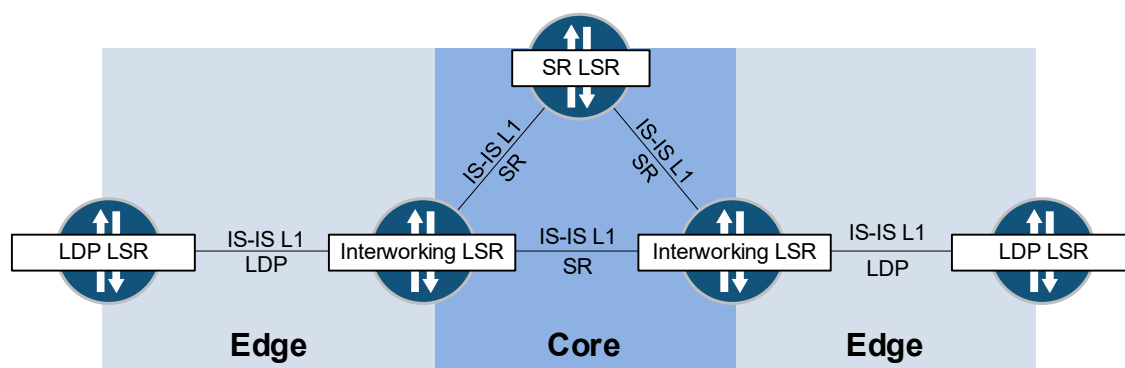 SR LSR
IS-IS L1
SR
IS-IS L1
SR
LDP LSR
IS-IS L1
LDP
Interworking LSR
IS-IS L1
SR
Interworking LSR
IS-IS L1
LDP
LDP LSR
Edge
Core
Edge